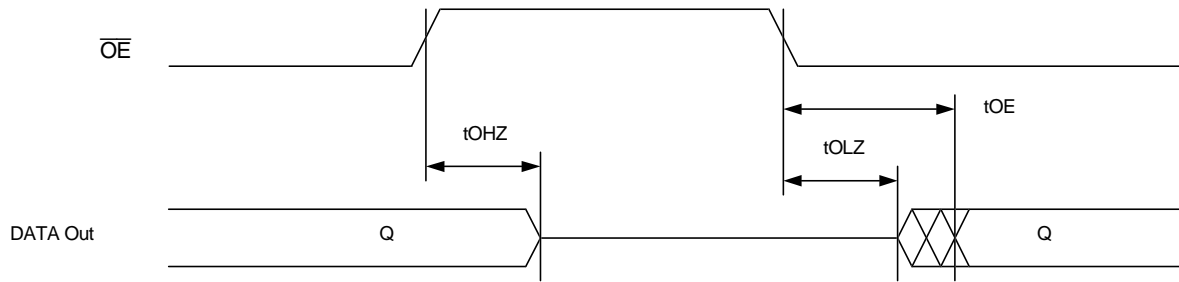 OE
tOE
tOHZ
tOLZ
DATA Out Q Q